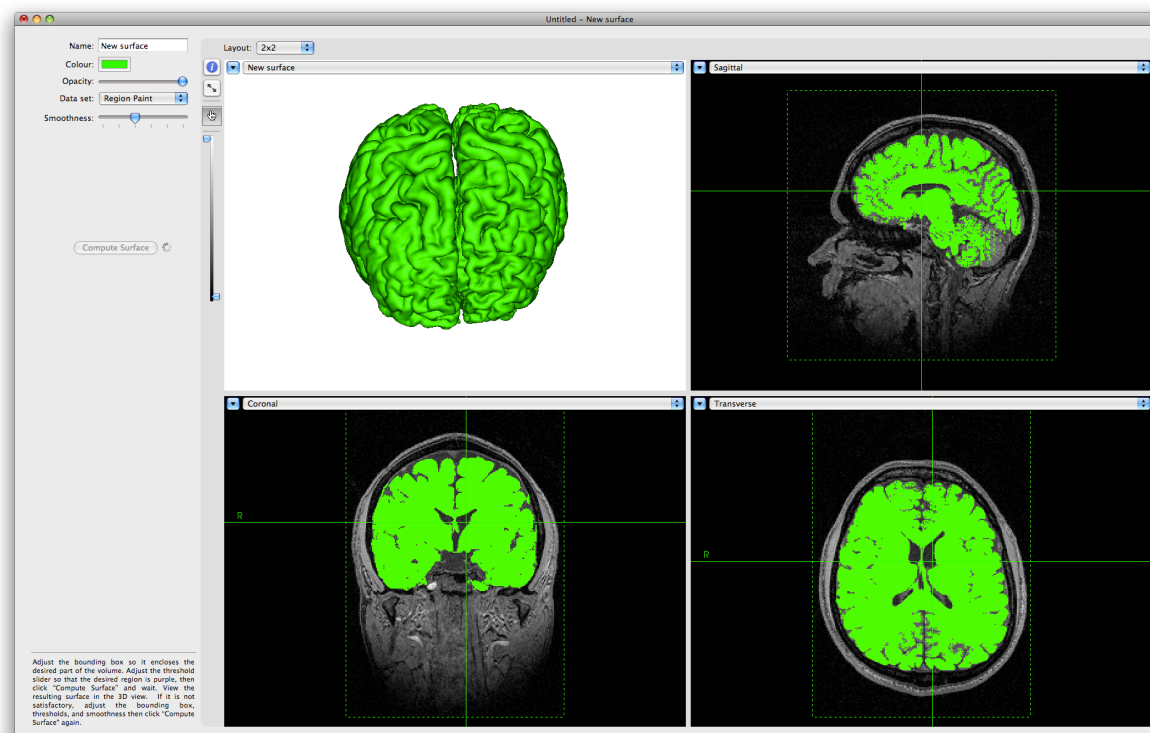 Untitled – New surface
Name: New surface
Colour:
Opacity:
Data set: Region Paint
Smoothness:
Compute Surface
Adjust the bounding box so it encloses the
desired part of the volume. Adjust the threshold
slider so that the desired region is purple, then
click "Compute Surface" and wait. View the
resulting surface in the 3D view. If it is not
satisfactory, adjust the bounding box,
thresholds, and smoothness then click "Compute
Surface" again.
Layout: 2x2
i
New surface
Sagittal
Coronal
R
Transverse
R